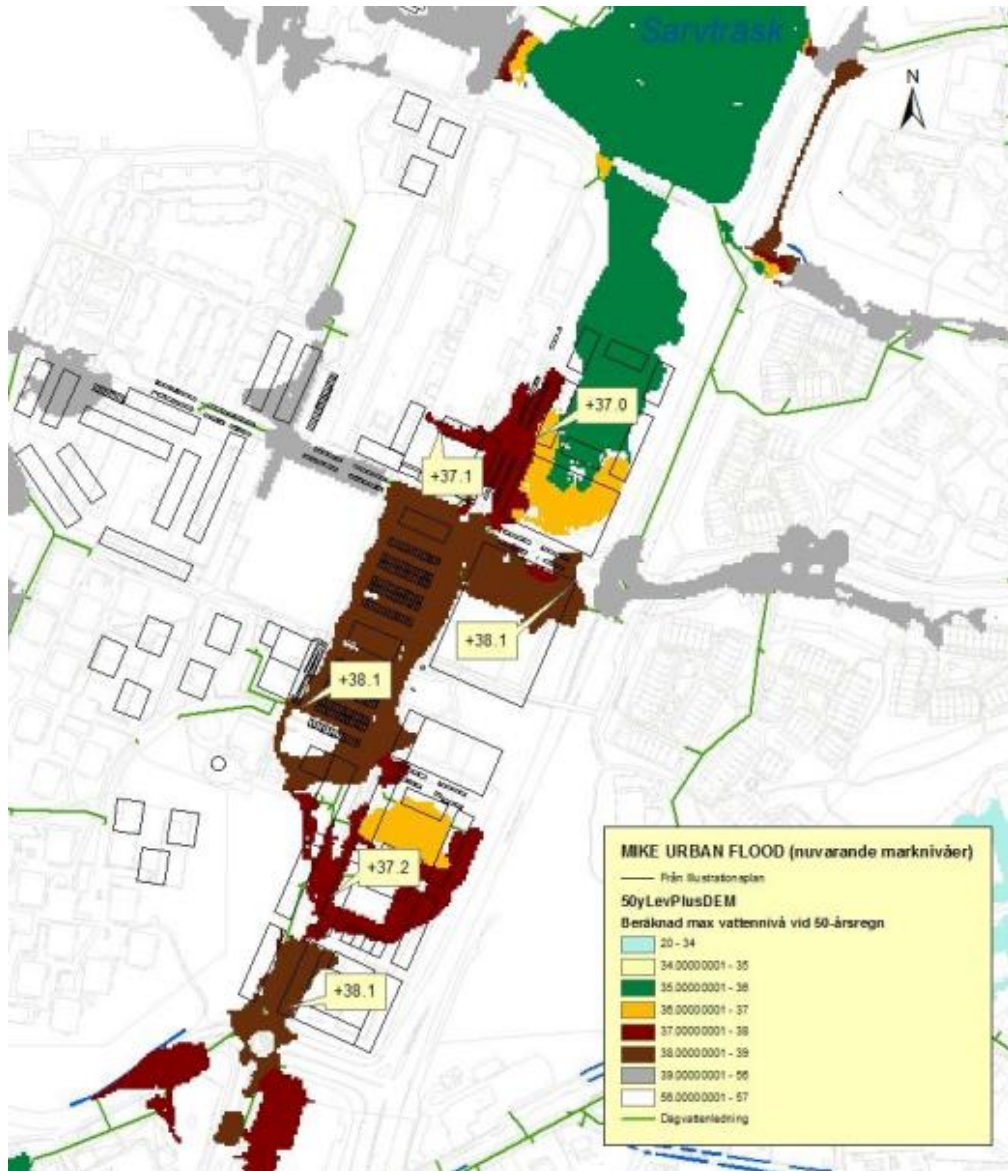 Sarvträsk
N
+37.0
+37.1
+38.1
+38.1
+37.2
+38.1
MIKE URBAN FLOOD (nuvarande marknivåer)
Från Illustrationsplan
50yLevPlusDEM
Beräknad max vattennivå vid 50-årsregn
20 - 34
34.00000001 - 35
35.00000001 - 36
36.00000001 - 37
37.00000001 - 38
38.00000001 - 39
39.00000001 - 56
56.00000001 - 57
Dagvattenledning